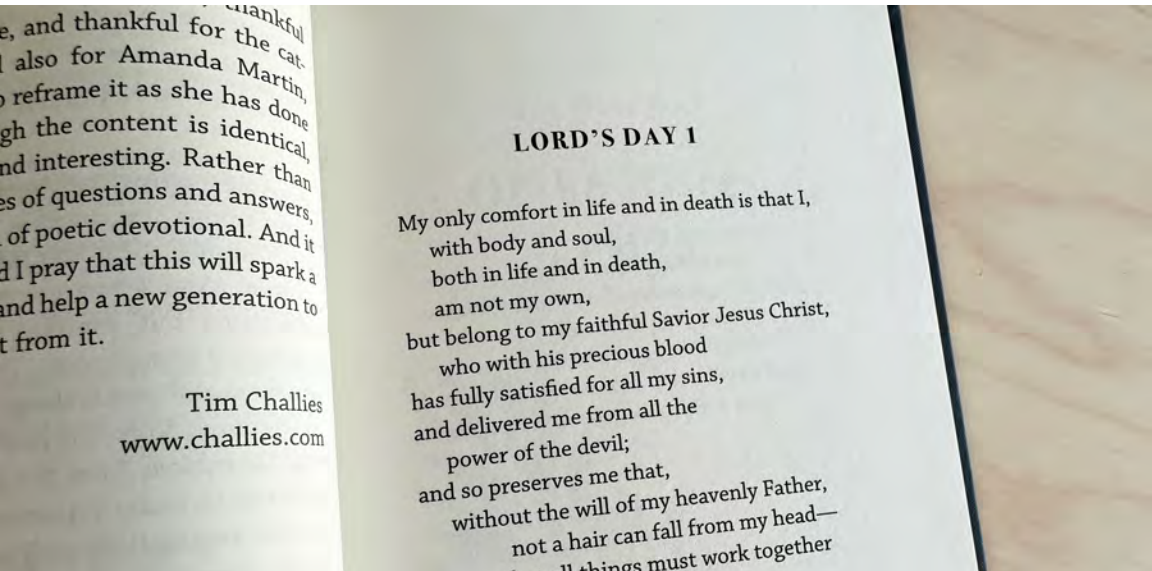 thankful
e, and thankful for the cat-
also for Amanda Martin,
reframe it as she has done
gh the content is identical,
nd interesting. Rather than
es of questions and answers,
of poetic devotional. And it
d I pray that this will spark a
and help a new generation to
t from it.
Tim Challies
www.challies.com
LORD'S DAY 1
My only comfort in life and in death is that I,
with body and soul,
both in life and in death,
am not my own,
but belong to my faithful Savior Jesus Christ,
who with his precious blood
has fully satisfied for all my sins,
and delivered me from all the
power of the devil;
and so preserves me that,
without the will of my heavenly Father,
not a hair can fall from my head—
all things must work together